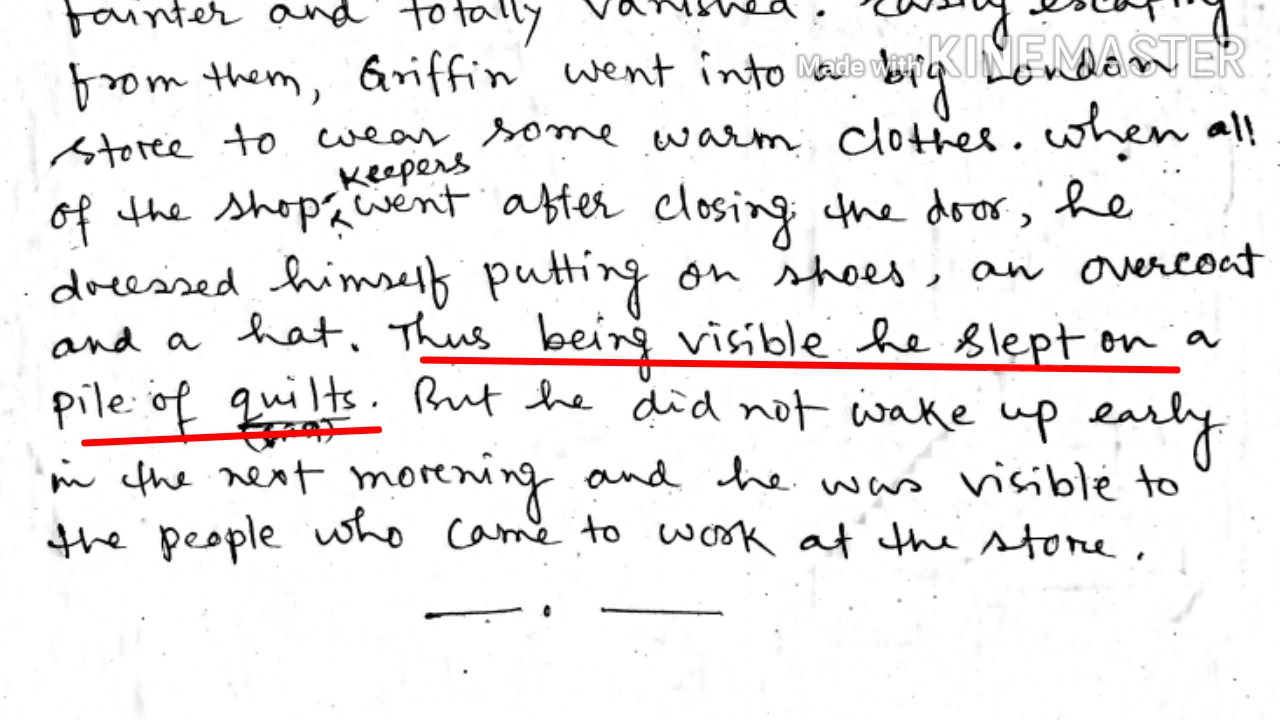 fainter and totally vanished. Easily escaping
from them, Griffin went into a big London
Made with KINEMASTER
store to wear some warm clothes. When all
keepers
of the shop went after closing the door, he
dressed himself putting on shoes, an overcoat
and a hat. Thus being visible he slept on a
pile of quilts. But he did not wake up early
in the next morning and he was visible to
the people who came to work at the store.